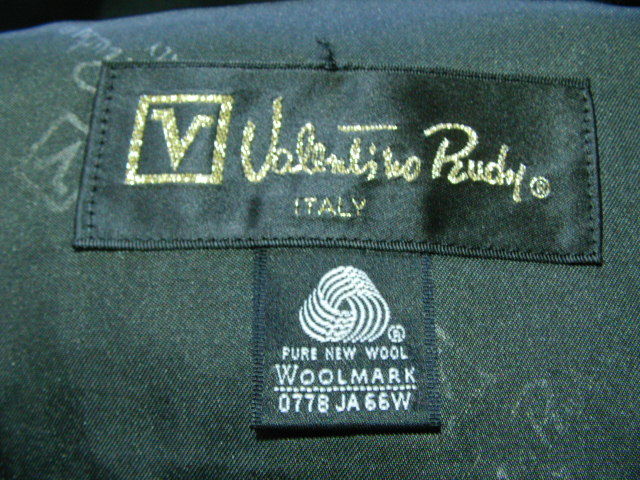 V Valentino Rudy®
ITALY
®
PURE NEW WOOL
WOOLMARK
0778 JA 66W